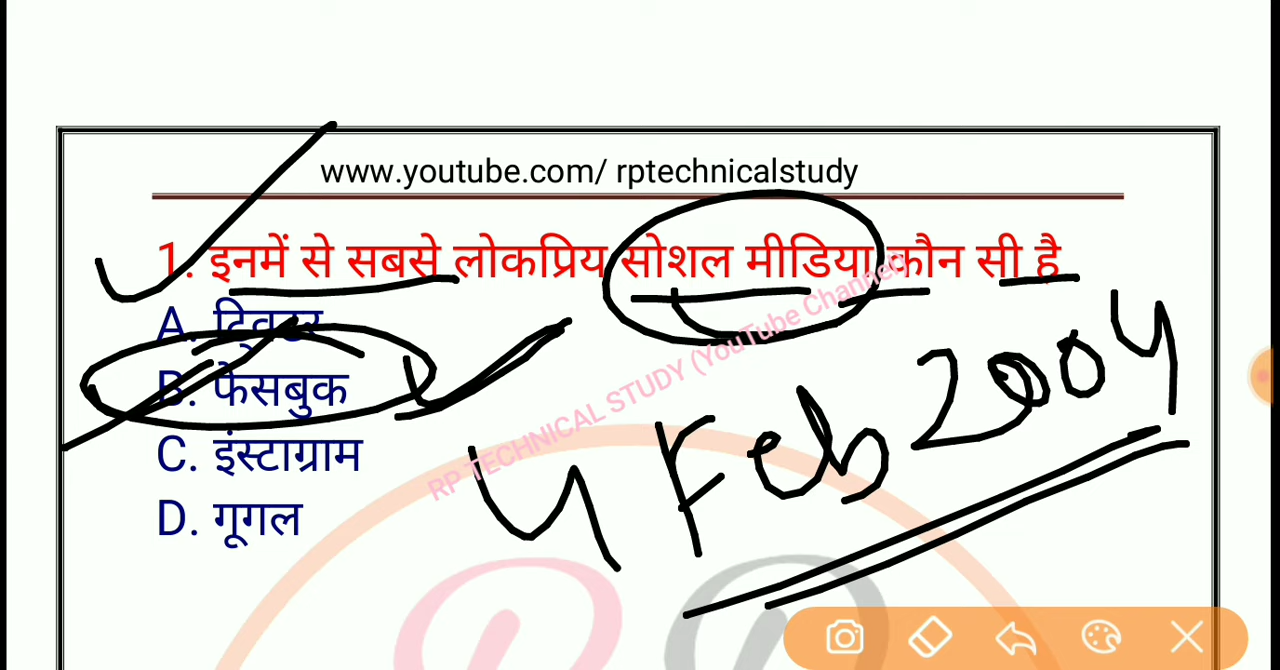 www.youtube.com/ rptechnicalstudy
1. इनमें से सबसे लोकप्रिय सोशल मीडिया कौन सी है
A. ट्विटर
B. फेसबुक
C. इंस्टाग्राम
D. गूगल
4 Feb 2004
RP TECHNICAL STUDY (YouTube Channel)